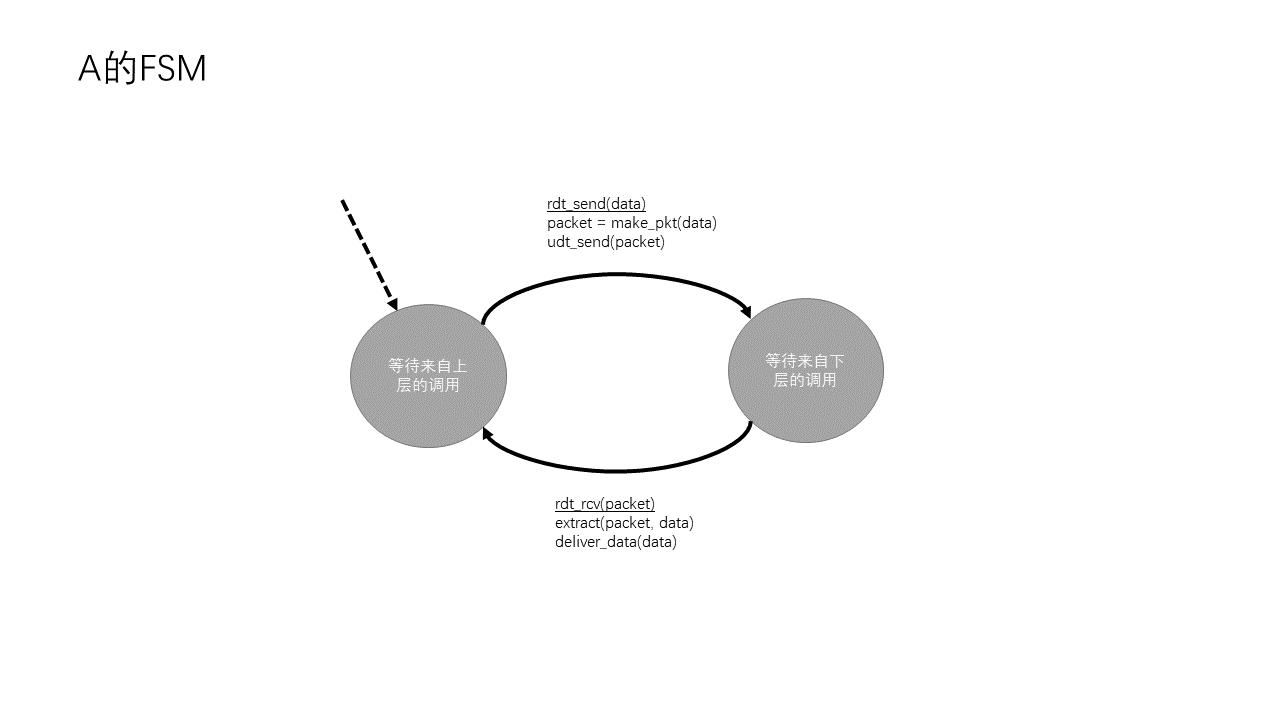 A的FSM
rdt_send(data)
packet = make_pkt(data)
udt_send(packet)
等待来自上
层的调用
等待来自下
层的调用
rdt_rcv(packet)
extract(packet, data)
deliver_data(data)